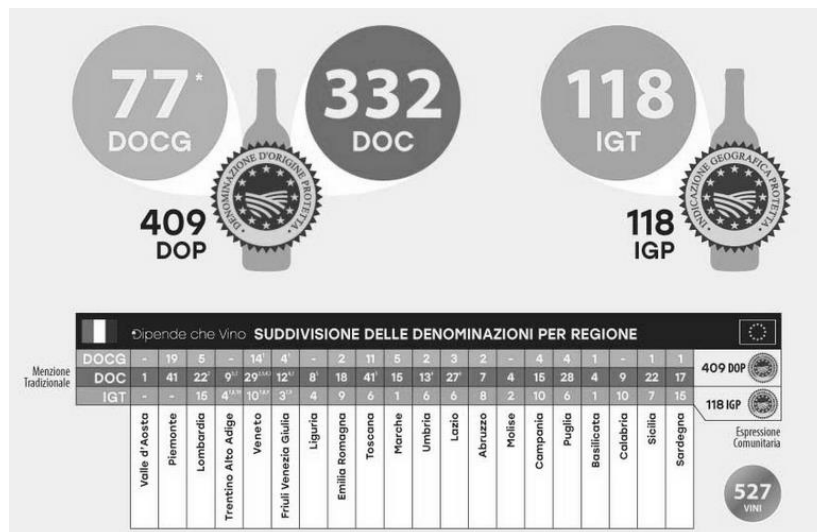 77*
DOCG
332
DOC
118
IGT
DENOMINAZIONE D'ORIGINE PROTETTA
INDICAZIONE GEOGRAFICA PROTETTA
409
DOP
118
IGP
Dipende che Vino SUDDIVISIONE DELLE DENOMINAZIONI PER REGIONE
Menzione
Tradizionale
DOCG - 19 5 - 14 4 - 2 11 5 2 3 2 - 4 4 1 - 1 1
DOC 1 41 22 9 29 12 8 18 41 15 13 27 7 4 15 28 4 9 22 17
IGT - - 15 4 10 3 4 9 6 1 6 6 8 2 10 6 1 10 7 15
409 DOP
118 IGP
Espressione
Comunitaria
Valle d'Aosta
Piemonte
Lombardia
Trentino Alto Adige
Veneto
Friuli Venezia Giulia
Liguria
Emilia Romagna
Toscana
Marche
Umbria
Lazio
Abruzzo
Molise
Campania
Puglia
Basilicata
Calabria
Sicilia
Sardegna
527
VINI